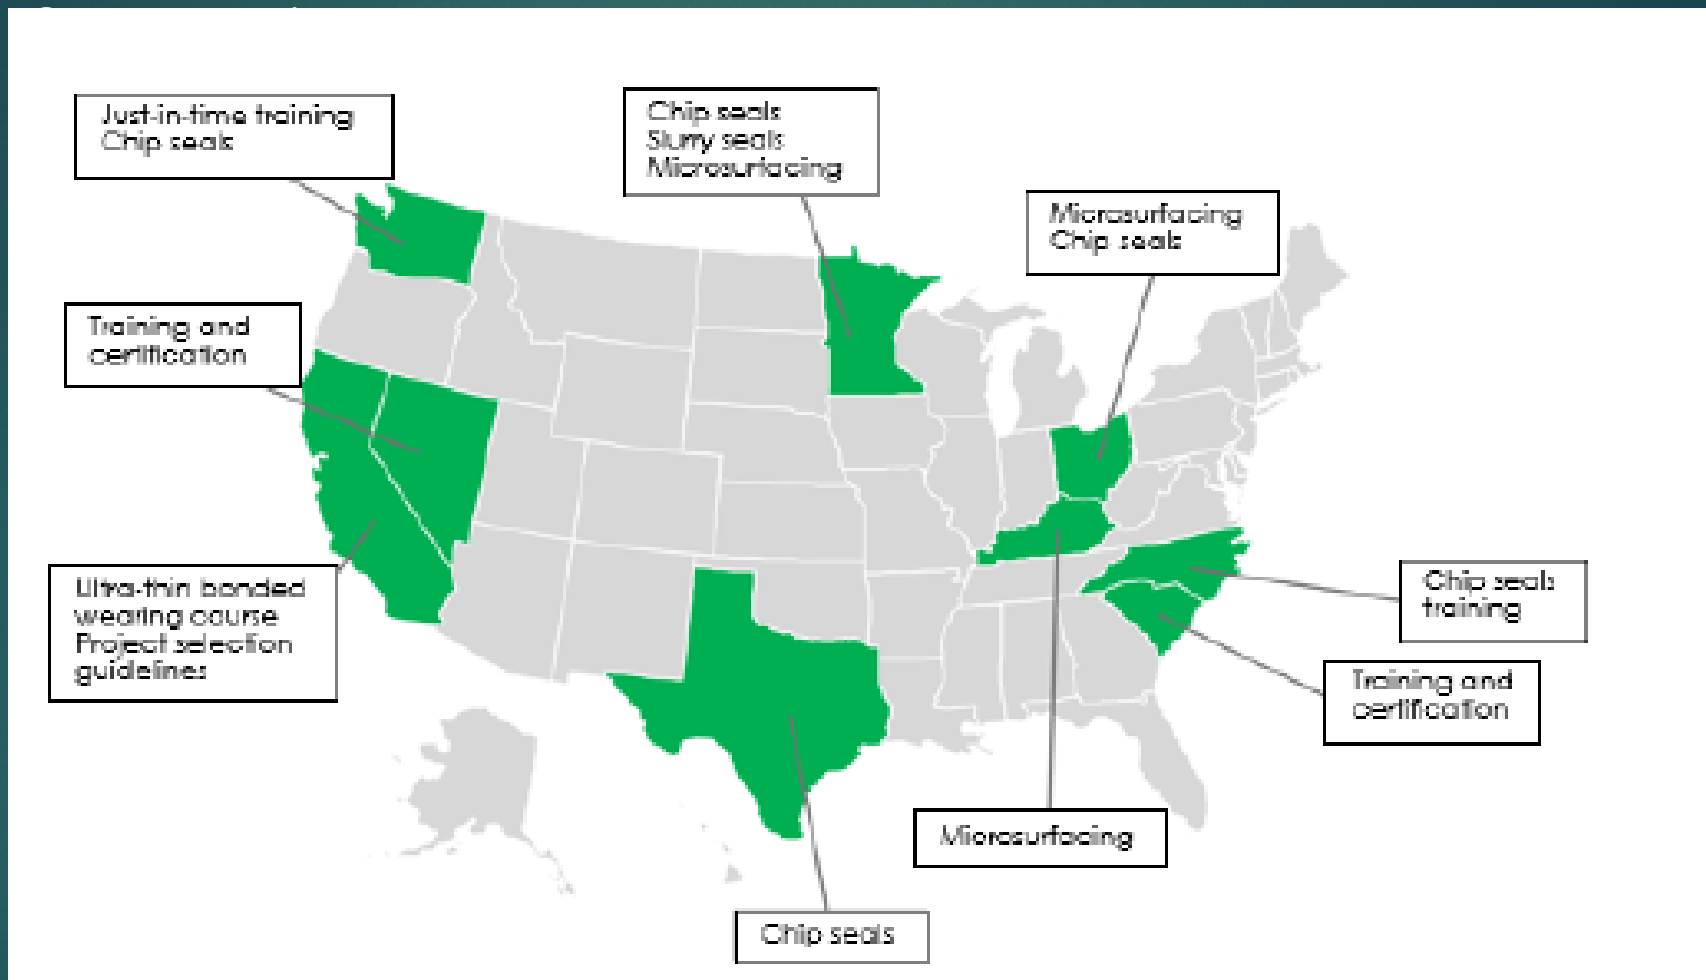 Just-in-time training
Chip seals
Chip seals
Slurry seals
Microsurfacing
Microsurfacing
Chip seals
Training and
certification
Ultra-thin bonded
wearing course
Project selection
guidelines
Chip seals
training
Training and
certification
Microsurfacing
Chip seals